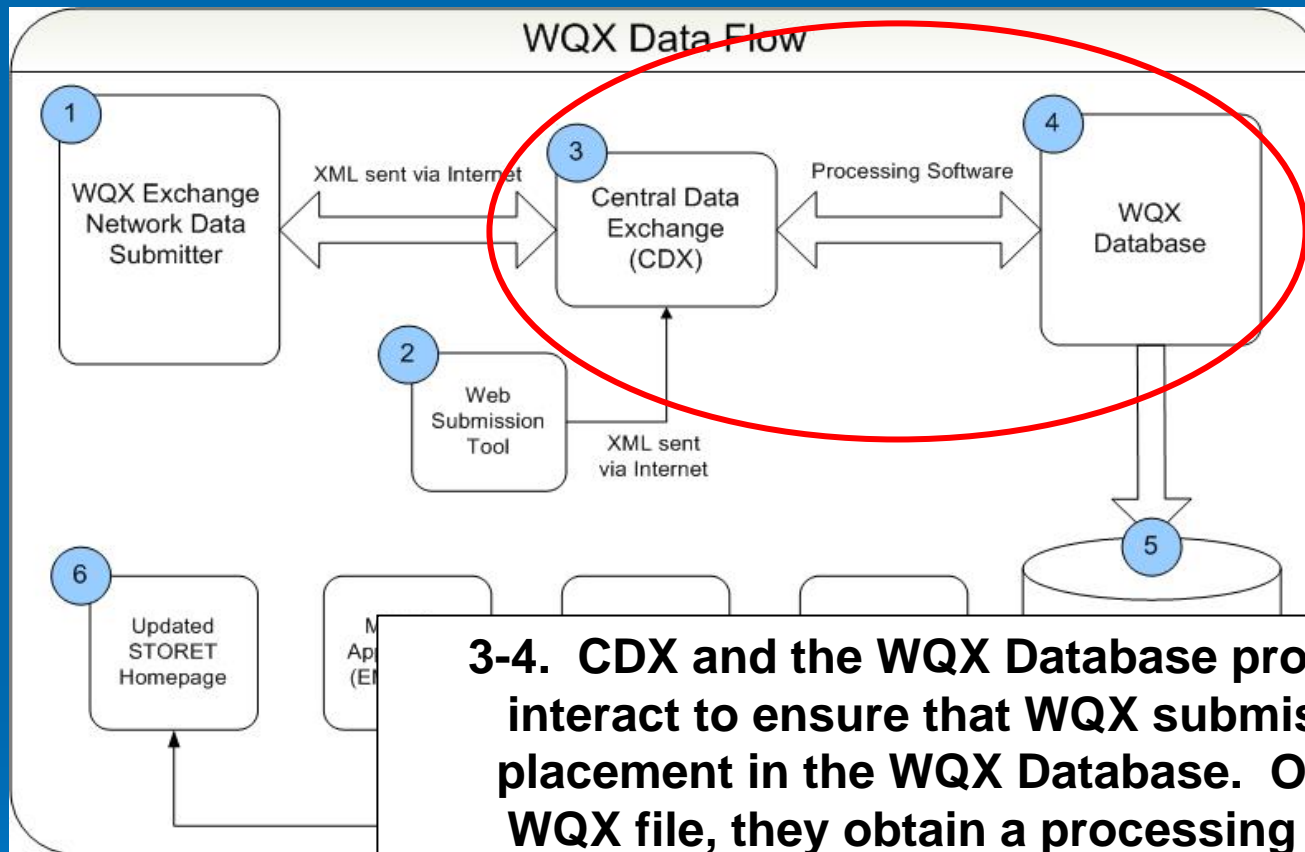 WQX Data Flow
1
WQX Exchange
Network Data
Submitter
XML sent via Internet
3
Central Data
Exchange
(CDX)
Processing Software
4
WQX
Database
2
Web
Submission
Tool
XML sent
via Internet
5
6
Updated
STORET
Homepage
3-4. CDX and the WQX Database
interact to ensure that WQX
placement in the WQX Database.
WQX file, they obtain a processing